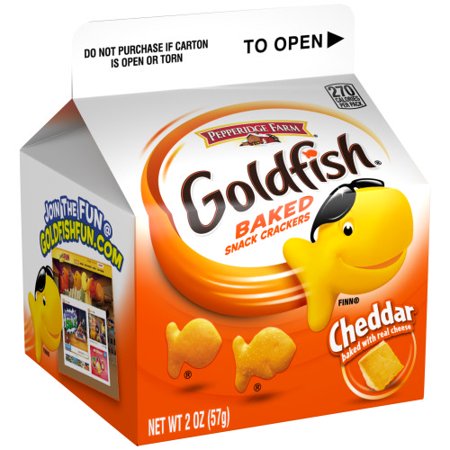 DO NOT PURCHASE IF CARTON
IS OPEN OR TORN
TO OPEN
270
CALORIES
PER PACK
PEPPERIDGE FARM
Goldfish®
BAKED
SNACK CRACKERS
JOIN THE FUN @
GOLDFISHFUN.COM
FINN®
Cheddar
baked with real cheese
®
®
NET WT 2 OZ (57g)